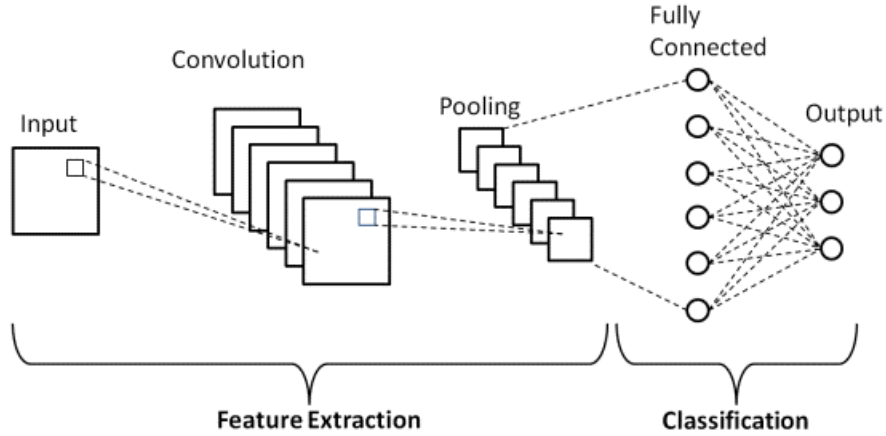 Fully
Connected
Convolution
Pooling
Output
Input
Feature Extraction
Classification